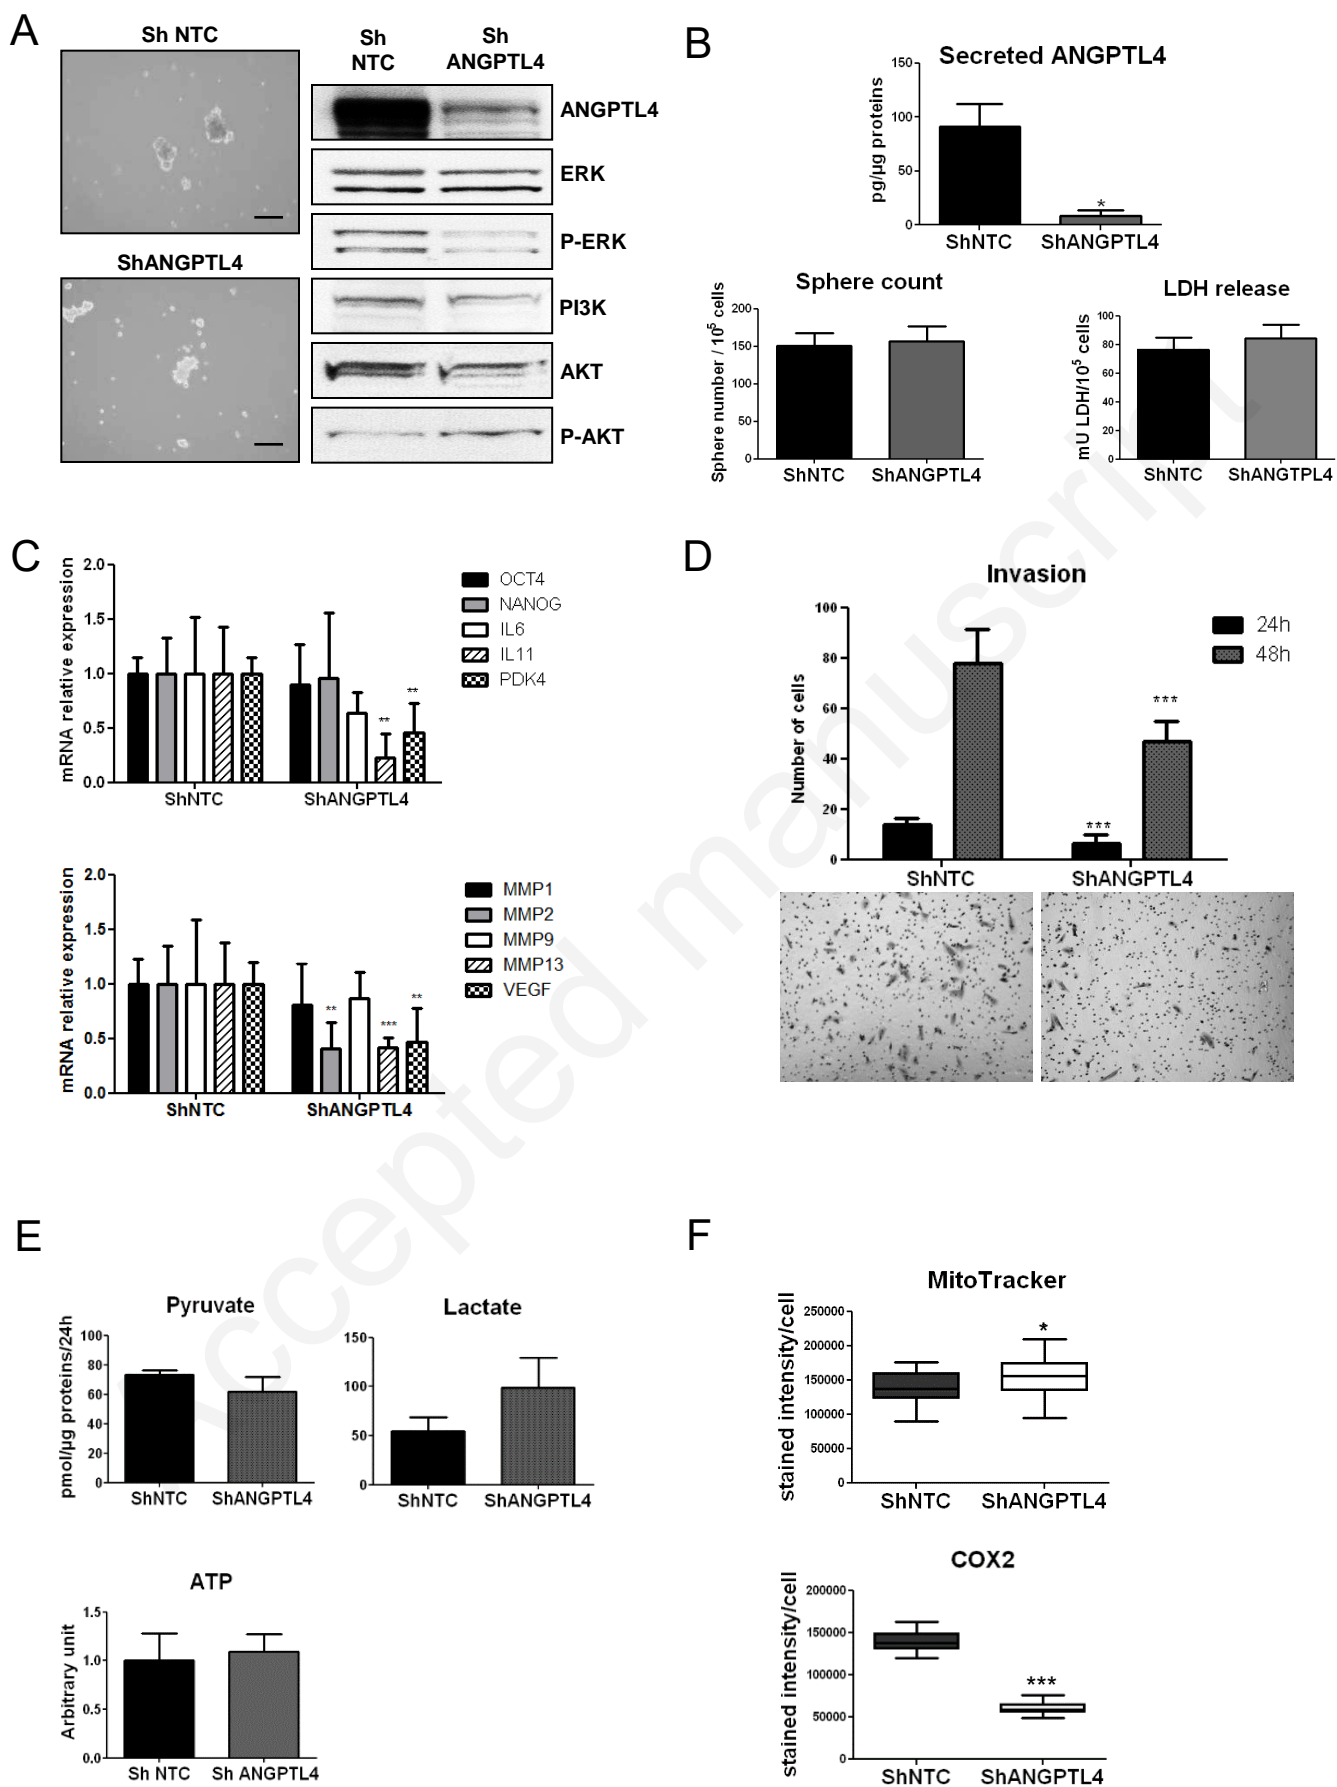 A
Sh NTC
Sh
NTC
Sh
ANGPTL4
ShANGPTL4
ANGPTL4
ERK
P-ERK
PI3K
AKT
P-AKT
B
Secreted ANGPTL4
pg/µg proteins
150
100
50
0
*
ShNTC
ShANGPTL4
Sphere count
Sphere number / 10⁵ cells
200
150
100
50
0
ShNTC
ShANGPTL4
LDH release
mU LDH/10⁵ cells
100
80
60
40
20
0
ShNTC
ShANGTPL4
C
mRNA relative expression
2.0
1.5
1.0
0.5
0.0
**
**
ShNTC
ShANGPTL4
OCT4
NANOG
IL6
IL11
PDK4
mRNA relative expression
2.0
1.5
1.0
0.5
0.0
**
***
**
ShNTC
ShANGPTL4
MMP1
MMP2
MMP9
MMP13
VEGF
D
Invasion
Number of cells
100
80
60
40
20
0
***
***
ShNTC
ShANGPTL4
24h
48h
E
Pyruvate
pmol/µg proteins/24h
100
80
60
40
20
0
ShNTC
ShANGPTL4
Lactate
150
100
50
0
ShNTC
ShANGPTL4
ATP
Arbitrary unit
1.5
1.0
0.5
0.0
Sh NTC
Sh ANGPTL4
F
MitoTracker
stained intensity/cell
250000
200000
150000
100000
50000
0
*
ShNTC
ShANGPTL4
COX2
stained intensity/cell
200000
150000
100000
50000
0
***
ShNTC
ShANGPTL4
Accepted manuscript